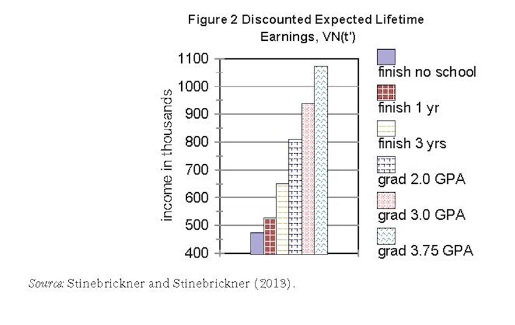 Figure 2 Discounted Expected Lifetime
Earnings, VN(t')
income in thousands
1100
1000
900
800
700
600
500
400
finish no school
finish 1 yr
finish 3 yrs
grad 2.0 GPA
grad 3.0 GPA
grad 3.75 GPA
Source: Stinebrickner and Stinebrickner (2013).